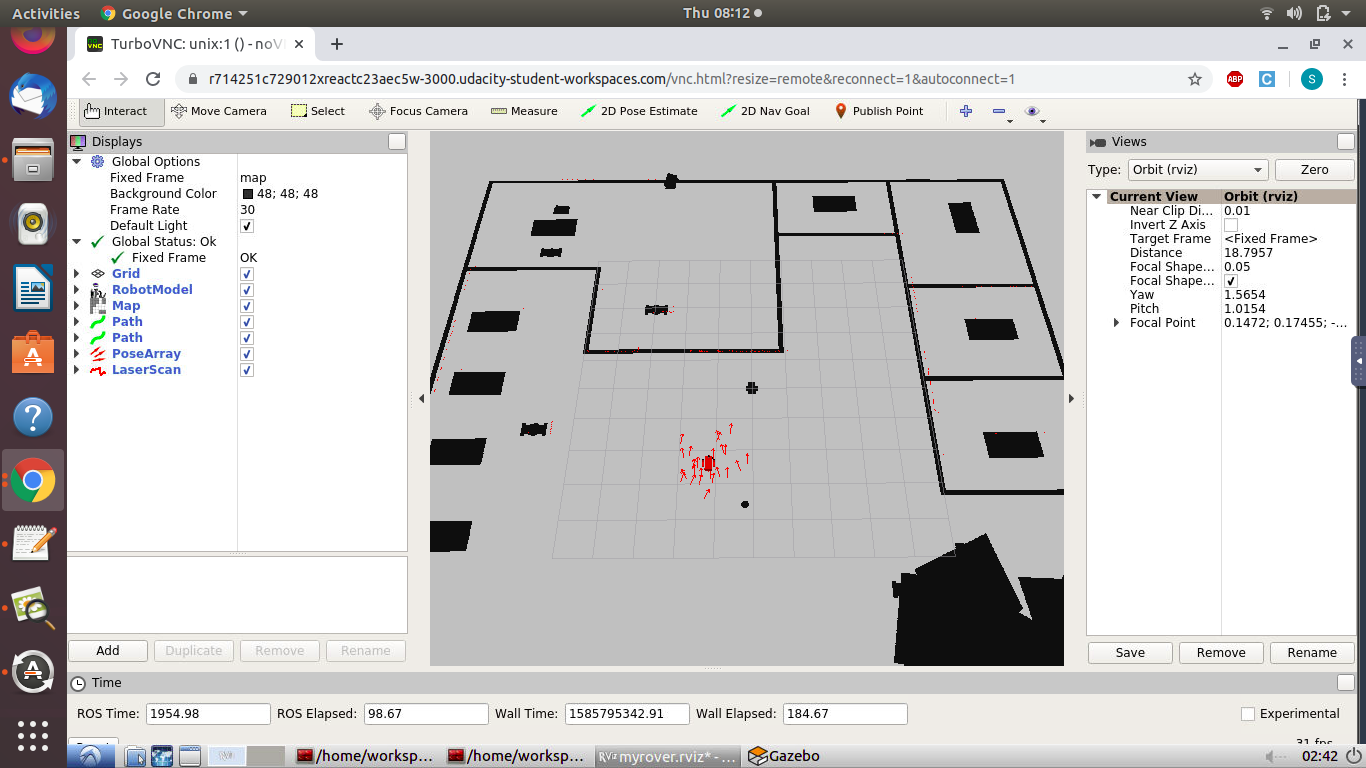 Activities Google Chrome Thu 08:12
TurboVNC: unix:1 () - noV
r714251c729012xreactc23aec5w-3000.udacity-student-workspaces.com/vnc.html?resize=remote&reconnect=1&autoconnect=1
ABP C S
Interact Move Camera Select Focus Camera Measure 2D Pose Estimate 2D Nav Goal Publish Point
Displays
Global Options
Fixed Frame map
Background Color 48; 48; 48
Frame Rate 30
Default Light
Global Status: Ok
Fixed Frame OK
Grid
RobotModel
Map
Path
Path
PoseArray
LaserScan
Add Duplicate Remove Rename
Views
Type: Orbit (rviz) Zero
Current View Orbit (rviz)
Near Clip Di... 0.01
Invert Z Axis
Target Frame <Fixed Frame>
Distance 18.7957
Focal Shape... 0.05
Focal Shape...
Yaw 1.5654
Pitch 1.0154
Focal Point 0.1472; 0.17455; -...
Save Remove Rename
Time
ROS Time: 1954.98 ROS Elapsed: 98.67 Wall Time: 1585795342.91 Wall Elapsed: 184.67 Experimental
31 fps
/home/worksp... /home/worksp... RViz myrover.rviz* - ... Gazebo 02:42